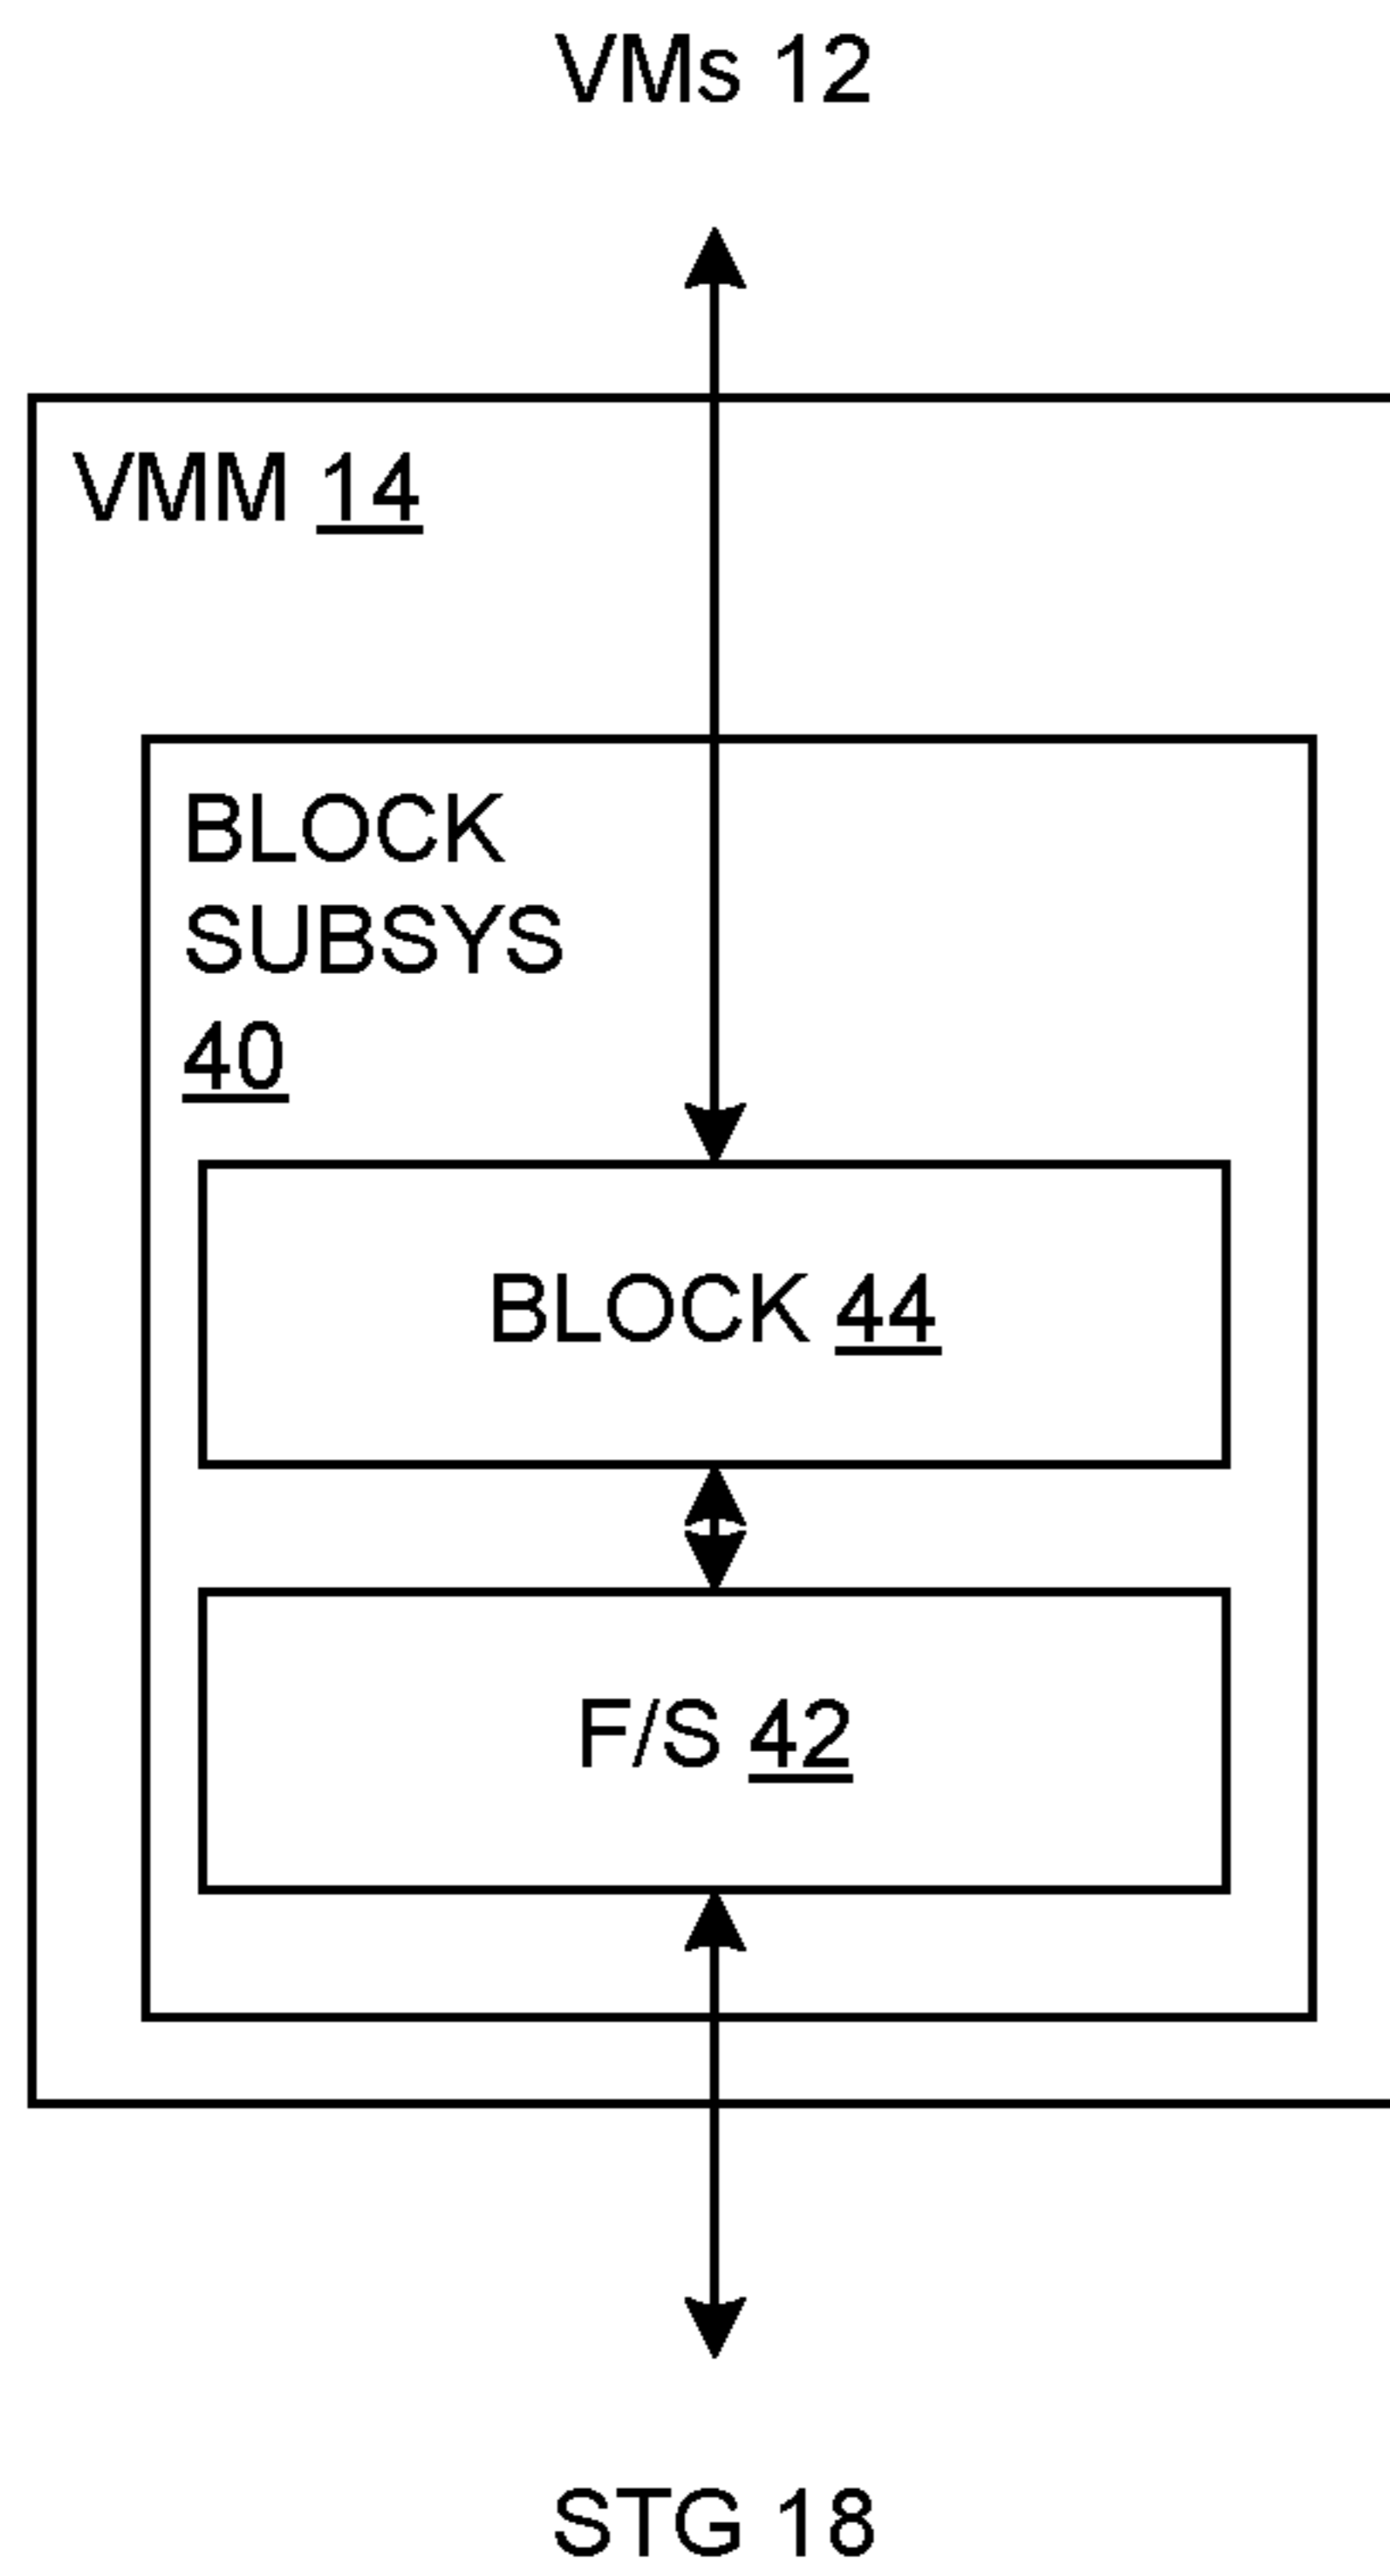 VMs 12
VMM 14
BLOCK
SUBSYS
40
BLOCK 44
F/S 42
STG 18